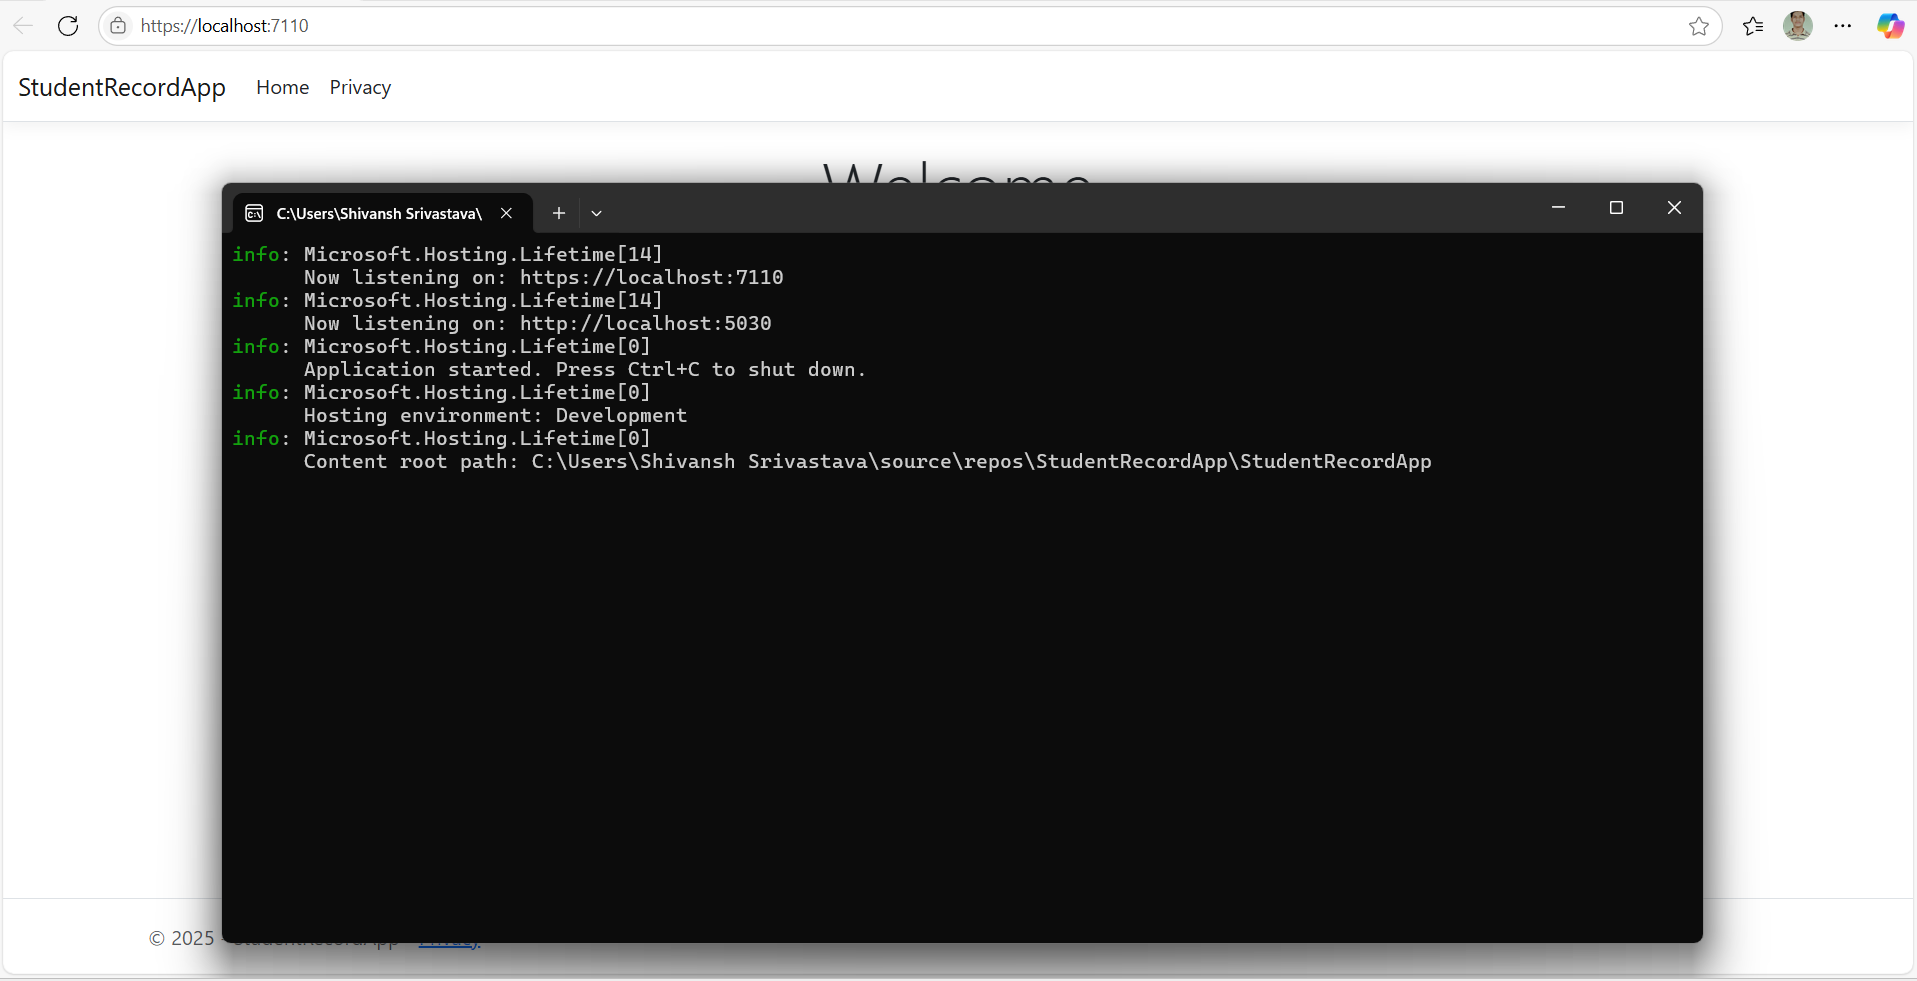 https://localhost:7110
StudentRecordApp Home Privacy
Welcome
C:\Users\Shivansh Srivastava\
info: Microsoft.Hosting.Lifetime[14]
Now listening on: https://localhost:7110
info: Microsoft.Hosting.Lifetime[14]
Now listening on: http://localhost:5030
info: Microsoft.Hosting.Lifetime[0]
Application started. Press Ctrl+C to shut down.
info: Microsoft.Hosting.Lifetime[0]
Hosting environment: Development
info: Microsoft.Hosting.Lifetime[0]
Content root path: C:\Users\Shivansh Srivastava\source\repos\StudentRecordApp\StudentRecordApp
© 2025 - StudentRecordApp - Privacy